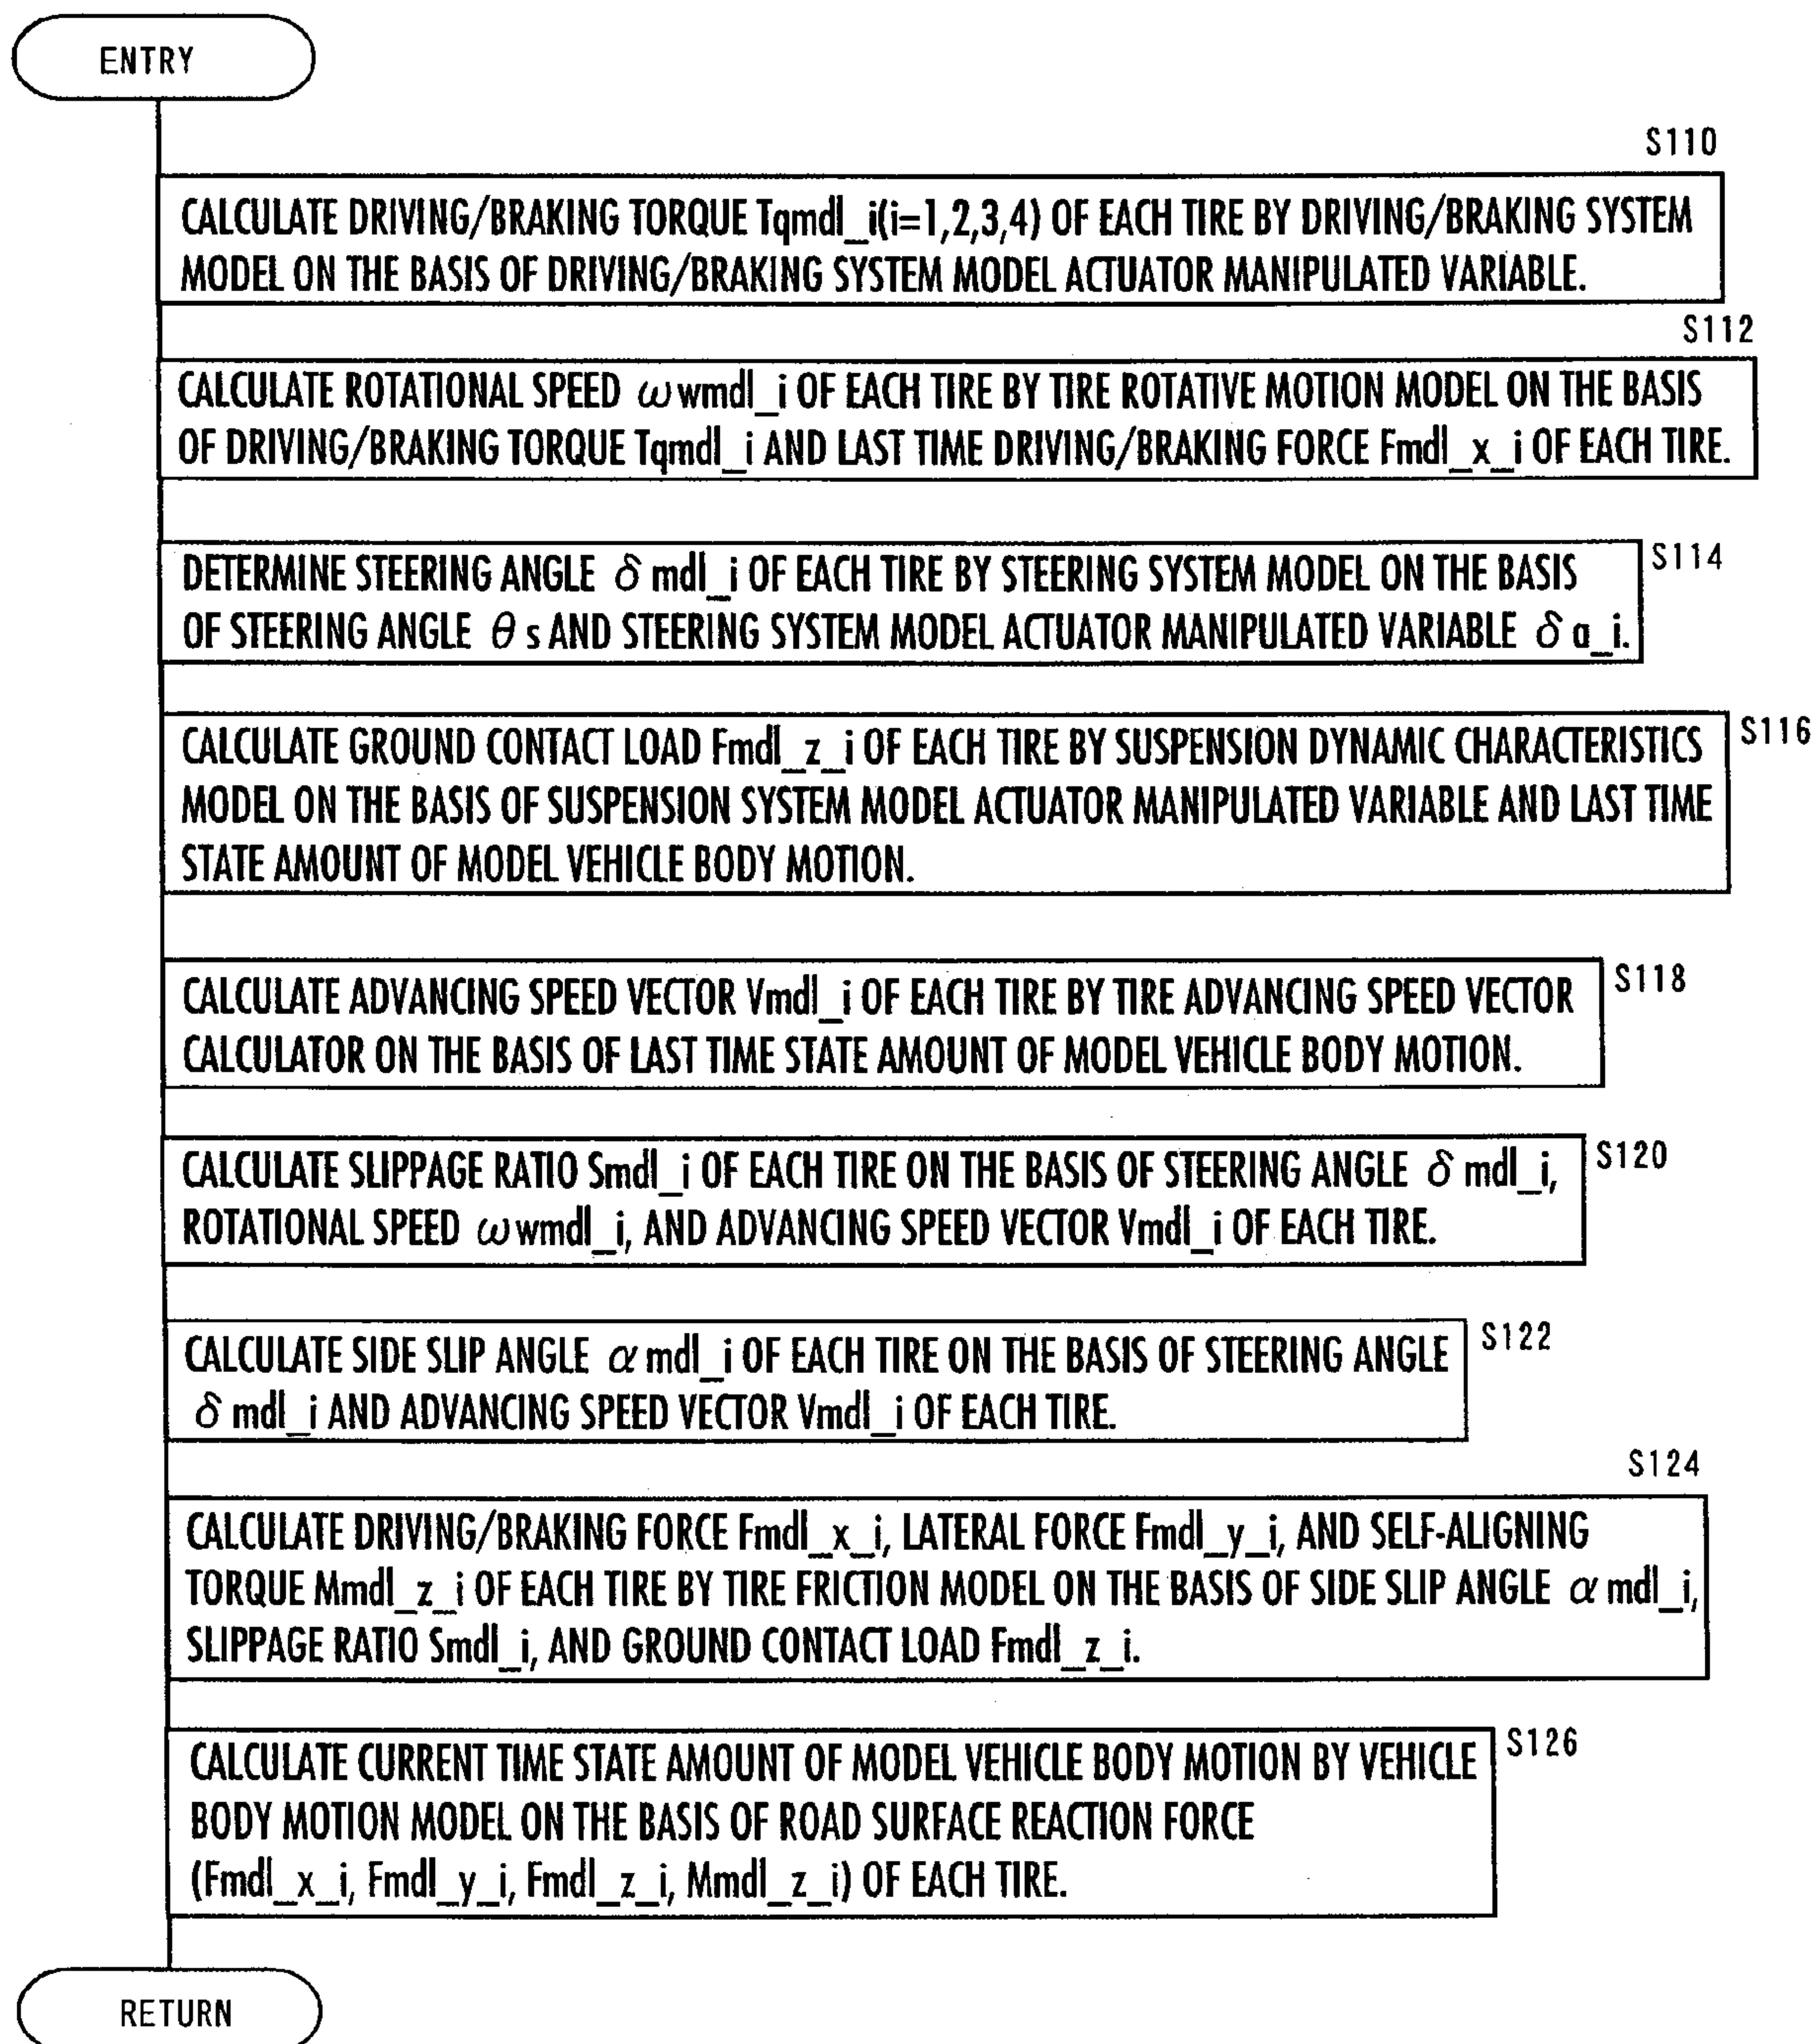 ENTRY
S110
CALCULATE DRIVING/BRAKING TORQUE Tqmdl_i(i=1,2,3,4) OF EACH TIRE BY DRIVING/BRAKING SYSTEM
MODEL ON THE BASIS OF DRIVING/BRAKING SYSTEM MODEL ACTUATOR MANIPULATED VARIABLE.
S112
CALCULATE ROTATIONAL SPEED ωwmdl_i OF EACH TIRE BY TIRE ROTATIVE MOTION MODEL ON THE BASIS
OF DRIVING/BRAKING TORQUE Tqmdl_i AND LAST TIME DRIVING/BRAKING FORCE Fmdl_x_i OF EACH TIRE.
S114
DETERMINE STEERING ANGLE δ mdl_i OF EACH TIRE BY STEERING SYSTEM MODEL ON THE BASIS
OF STEERING ANGLE θ s AND STEERING SYSTEM MODEL ACTUATOR MANIPULATED VARIABLE δ a_i.
S116
CALCULATE GROUND CONTACT LOAD Fmdl_z_i OF EACH TIRE BY SUSPENSION DYNAMIC CHARACTERISTICS
MODEL ON THE BASIS OF SUSPENSION SYSTEM MODEL ACTUATOR MANIPULATED VARIABLE AND LAST TIME
STATE AMOUNT OF MODEL VEHICLE BODY MOTION.
S118
CALCULATE ADVANCING SPEED VECTOR Vmdl_i OF EACH TIRE BY TIRE ADVANCING SPEED VECTOR
CALCULATOR ON THE BASIS OF LAST TIME STATE AMOUNT OF MODEL VEHICLE BODY MOTION.
S120
CALCULATE SLIPPAGE RATIO Smdl_i OF EACH TIRE ON THE BASIS OF STEERING ANGLE δ mdl_i,
ROTATIONAL SPEED ωwmdl_i, AND ADVANCING SPEED VECTOR Vmdl_i OF EACH TIRE.
S122
CALCULATE SIDE SLIP ANGLE α mdl_i OF EACH TIRE ON THE BASIS OF STEERING ANGLE
δ mdl_i AND ADVANCING SPEED VECTOR Vmdl_i OF EACH TIRE.
S124
CALCULATE DRIVING/BRAKING FORCE Fmdl_x_i, LATERAL FORCE Fmdl_y_i, AND SELF-ALIGNING
TORQUE Mmdl_z_i OF EACH TIRE BY TIRE FRICTION MODEL ON THE BASIS OF SIDE SLIP ANGLE α mdl_i,
SLIPPAGE RATIO Smdl_i, AND GROUND CONTACT LOAD Fmdl_z_i.
S126
CALCULATE CURRENT TIME STATE AMOUNT OF MODEL VEHICLE BODY MOTION BY VEHICLE
BODY MOTION MODEL ON THE BASIS OF ROAD SURFACE REACTION FORCE
(Fmdl_x_i, Fmdl_y_i, Fmdl_z_i, Mmdl_z_i) OF EACH TIRE.
RETURN